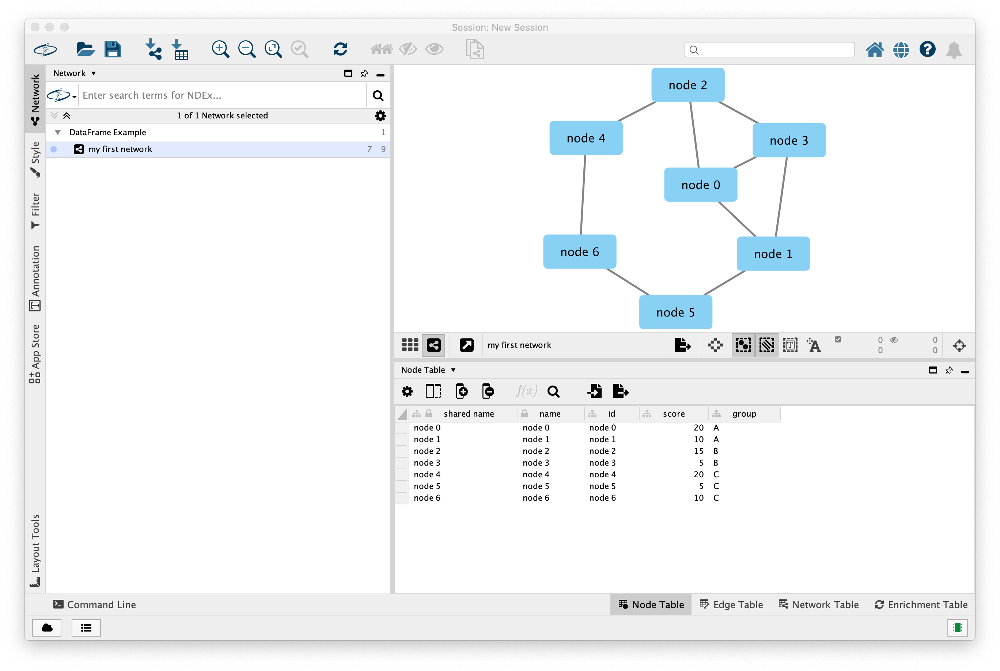 Session: New Session
Network
Enter search terms for NDEx...
1 of 1 Network selected
DataFrame Example 1
my first network 7 9
Network
Style
Filter
Annotation
App Store
Layout Tools
node 2
node 4
node 3
node 0
node 6
node 1
node 5
my first network
T
A
0 0
0 0
Node Table
f(x)
shared name name id score group
node 0 node 0 node 0 20 A
node 1 node 1 node 1 10 A
node 2 node 2 node 2 15 B
node 3 node 3 node 3 5 B
node 4 node 4 node 4 20 C
node 5 node 5 node 5 5 C
node 6 node 6 node 6 10 C
Command Line Node Table Edge Table Network Table Enrichment Table